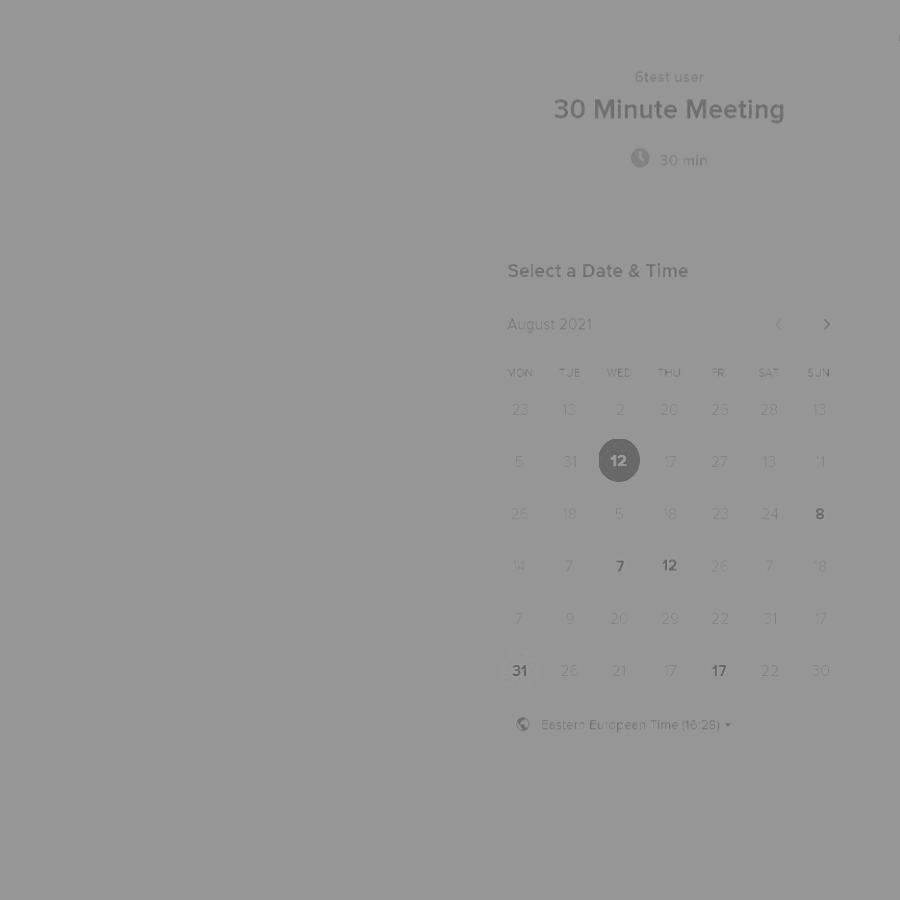 6test user
30 Minute Meeting
30 min
Select a Date & Time
August 2021
MON TUE WED THU FRI SAT SUN
23 13 2 20 25 28 13
5 31 12 17 27 13 11
26 18 5 18 23 24 8
14 7 7 12 26 7 18
7 9 20 29 22 31 17
31 26 21 17 17 22 30
Eastern European Time (16:28)